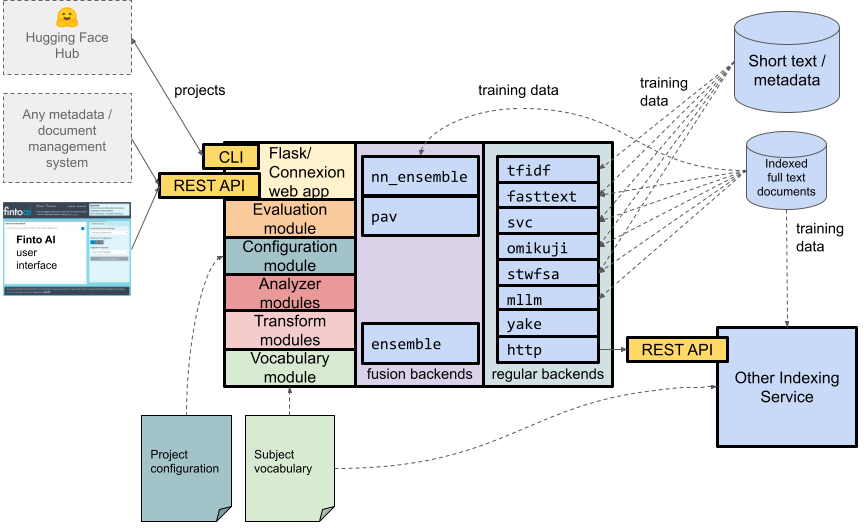 Hugging Face
Hub
projects
Any metadata /
document
management
system
fintoai
Finto AI
user
interface
CLI
REST API
Flask/
Connexion
web app
Evaluation
module
Configuration
module
Analyzer
modules
Transform
modules
Vocabulary
module
nn_ensemble
pav
ensemble
fusion backends
tfidf
fasttext
svc
omikuji
stwfsa
mllm
yake
http
regular backends
training data
training
data
Short text /
metadata
Indexed
full text
documents
training
data
REST API
Other Indexing
Service
Project
configuration
Subject
vocabulary